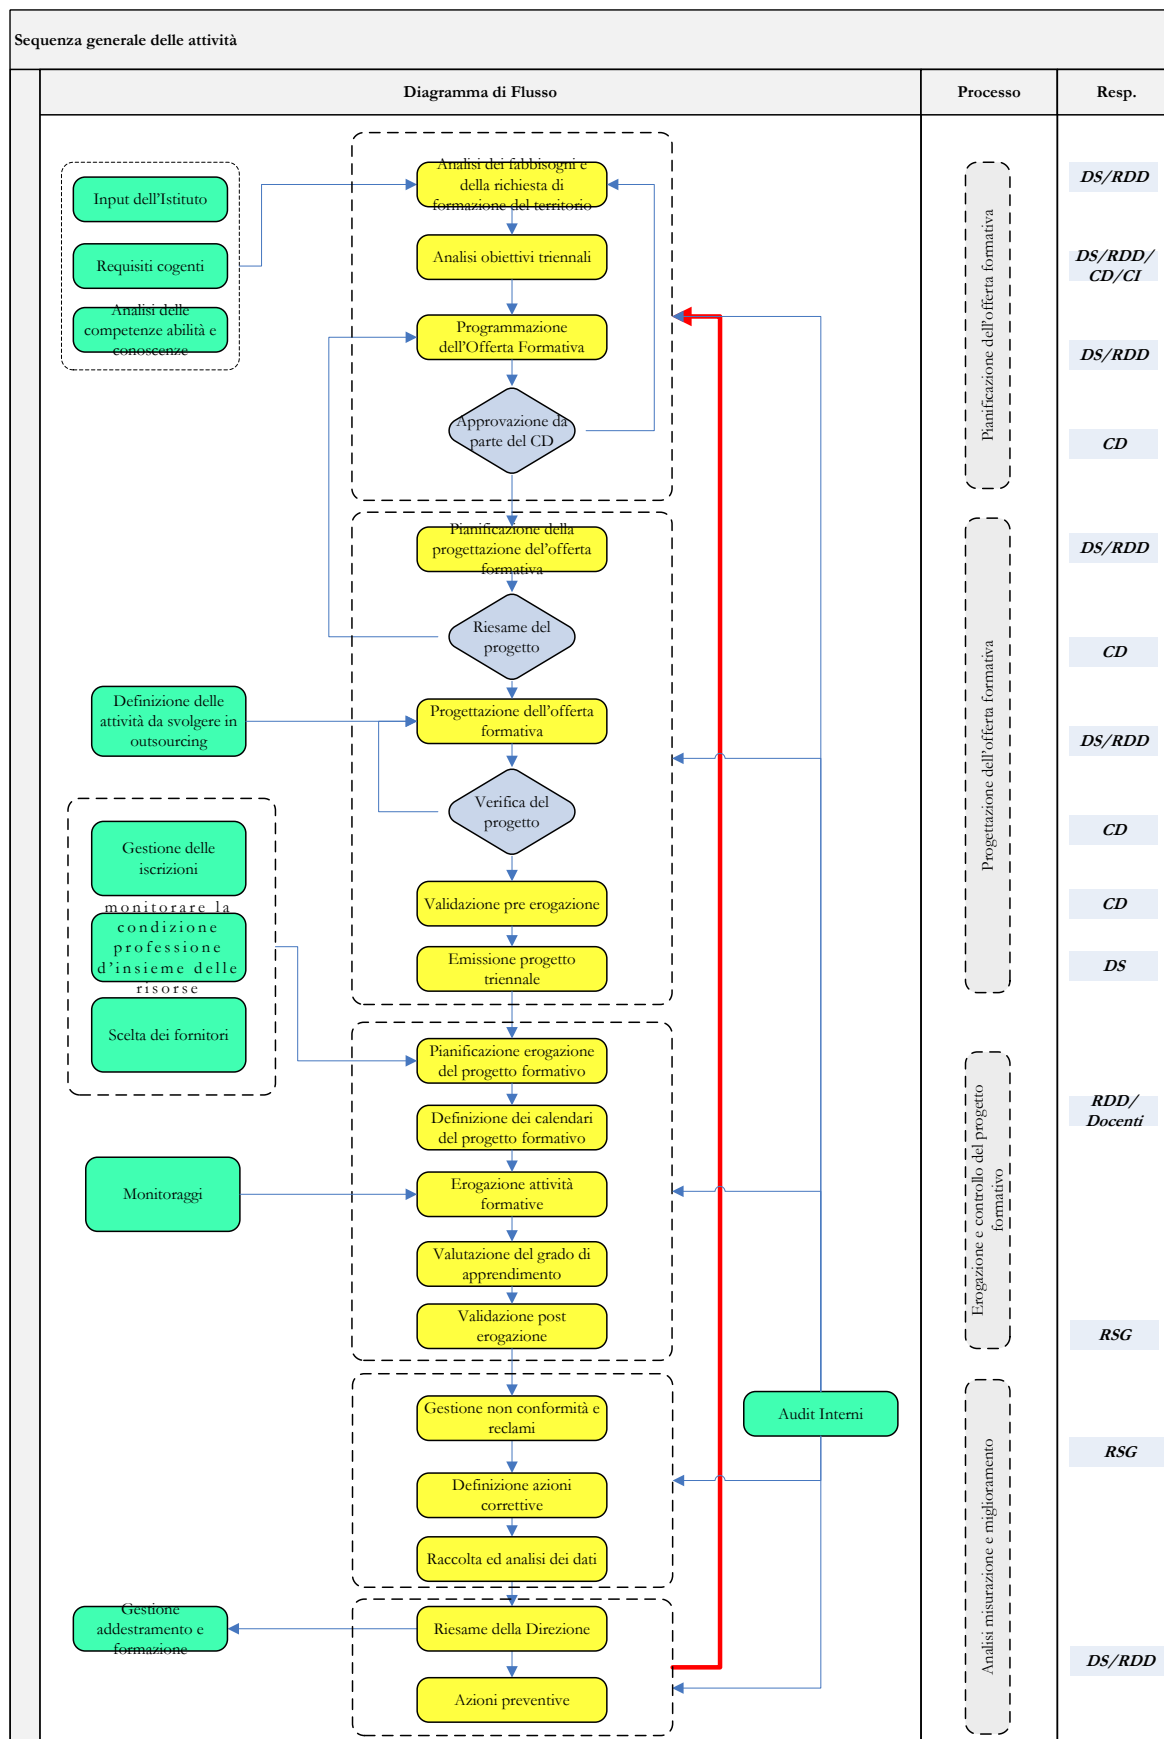 Sequenza generale delle attività
Diagramma di Flusso
Processo
Resp.
Input dell'Istituto
Requisiti cogenti
Analisi delle
competenze abilità e
conoscenze
Analisi dei fabbisogni e
della richiesta di
formazione del territorio
Analisi obiettivi triennali
Programmazione
dell'Offerta Formativa
Approvazione da
parte del CD
Pianificazione dell'offerta formativa
DS/RDD
DS/RDD/
CD/CI
DS/RDD
CD
Pianificazione della
progettazione del'offerta
formativa
Riesame del
progetto
Definizione delle
attività da svolgere in
outsourcing
Progettazione dell'offerta
formativa
Verifica del
progetto
Validazione pre erogazione
Emissione progetto
triennale
Progettazione dell'offerta formativa
DS/RDD
CD
DS/RDD
CD
CD
DS
Gestione delle
iscrizioni
monitorare la
condizione
professione
d'insieme delle
risorse
Scelta dei fornitori
Pianificazione erogazione
del progetto formativo
Definizione dei calendari
del progetto formativo
Monitoraggi
Erogazione attività
formative
Valutazione del grado di
apprendimento
Validazione post
erogazione
Erogazione e controllo del progetto
formativo
RDD/
Docenti
RSG
Gestione non conformità e
reclami
Audit Interni
Definizione azioni
correttive
Raccolta ed analisi dei dati
Gestione
addestramento e
formazione
Riesame della Direzione
Azioni preventive
Analisi misurazione e miglioramento
RSG
DS/RDD